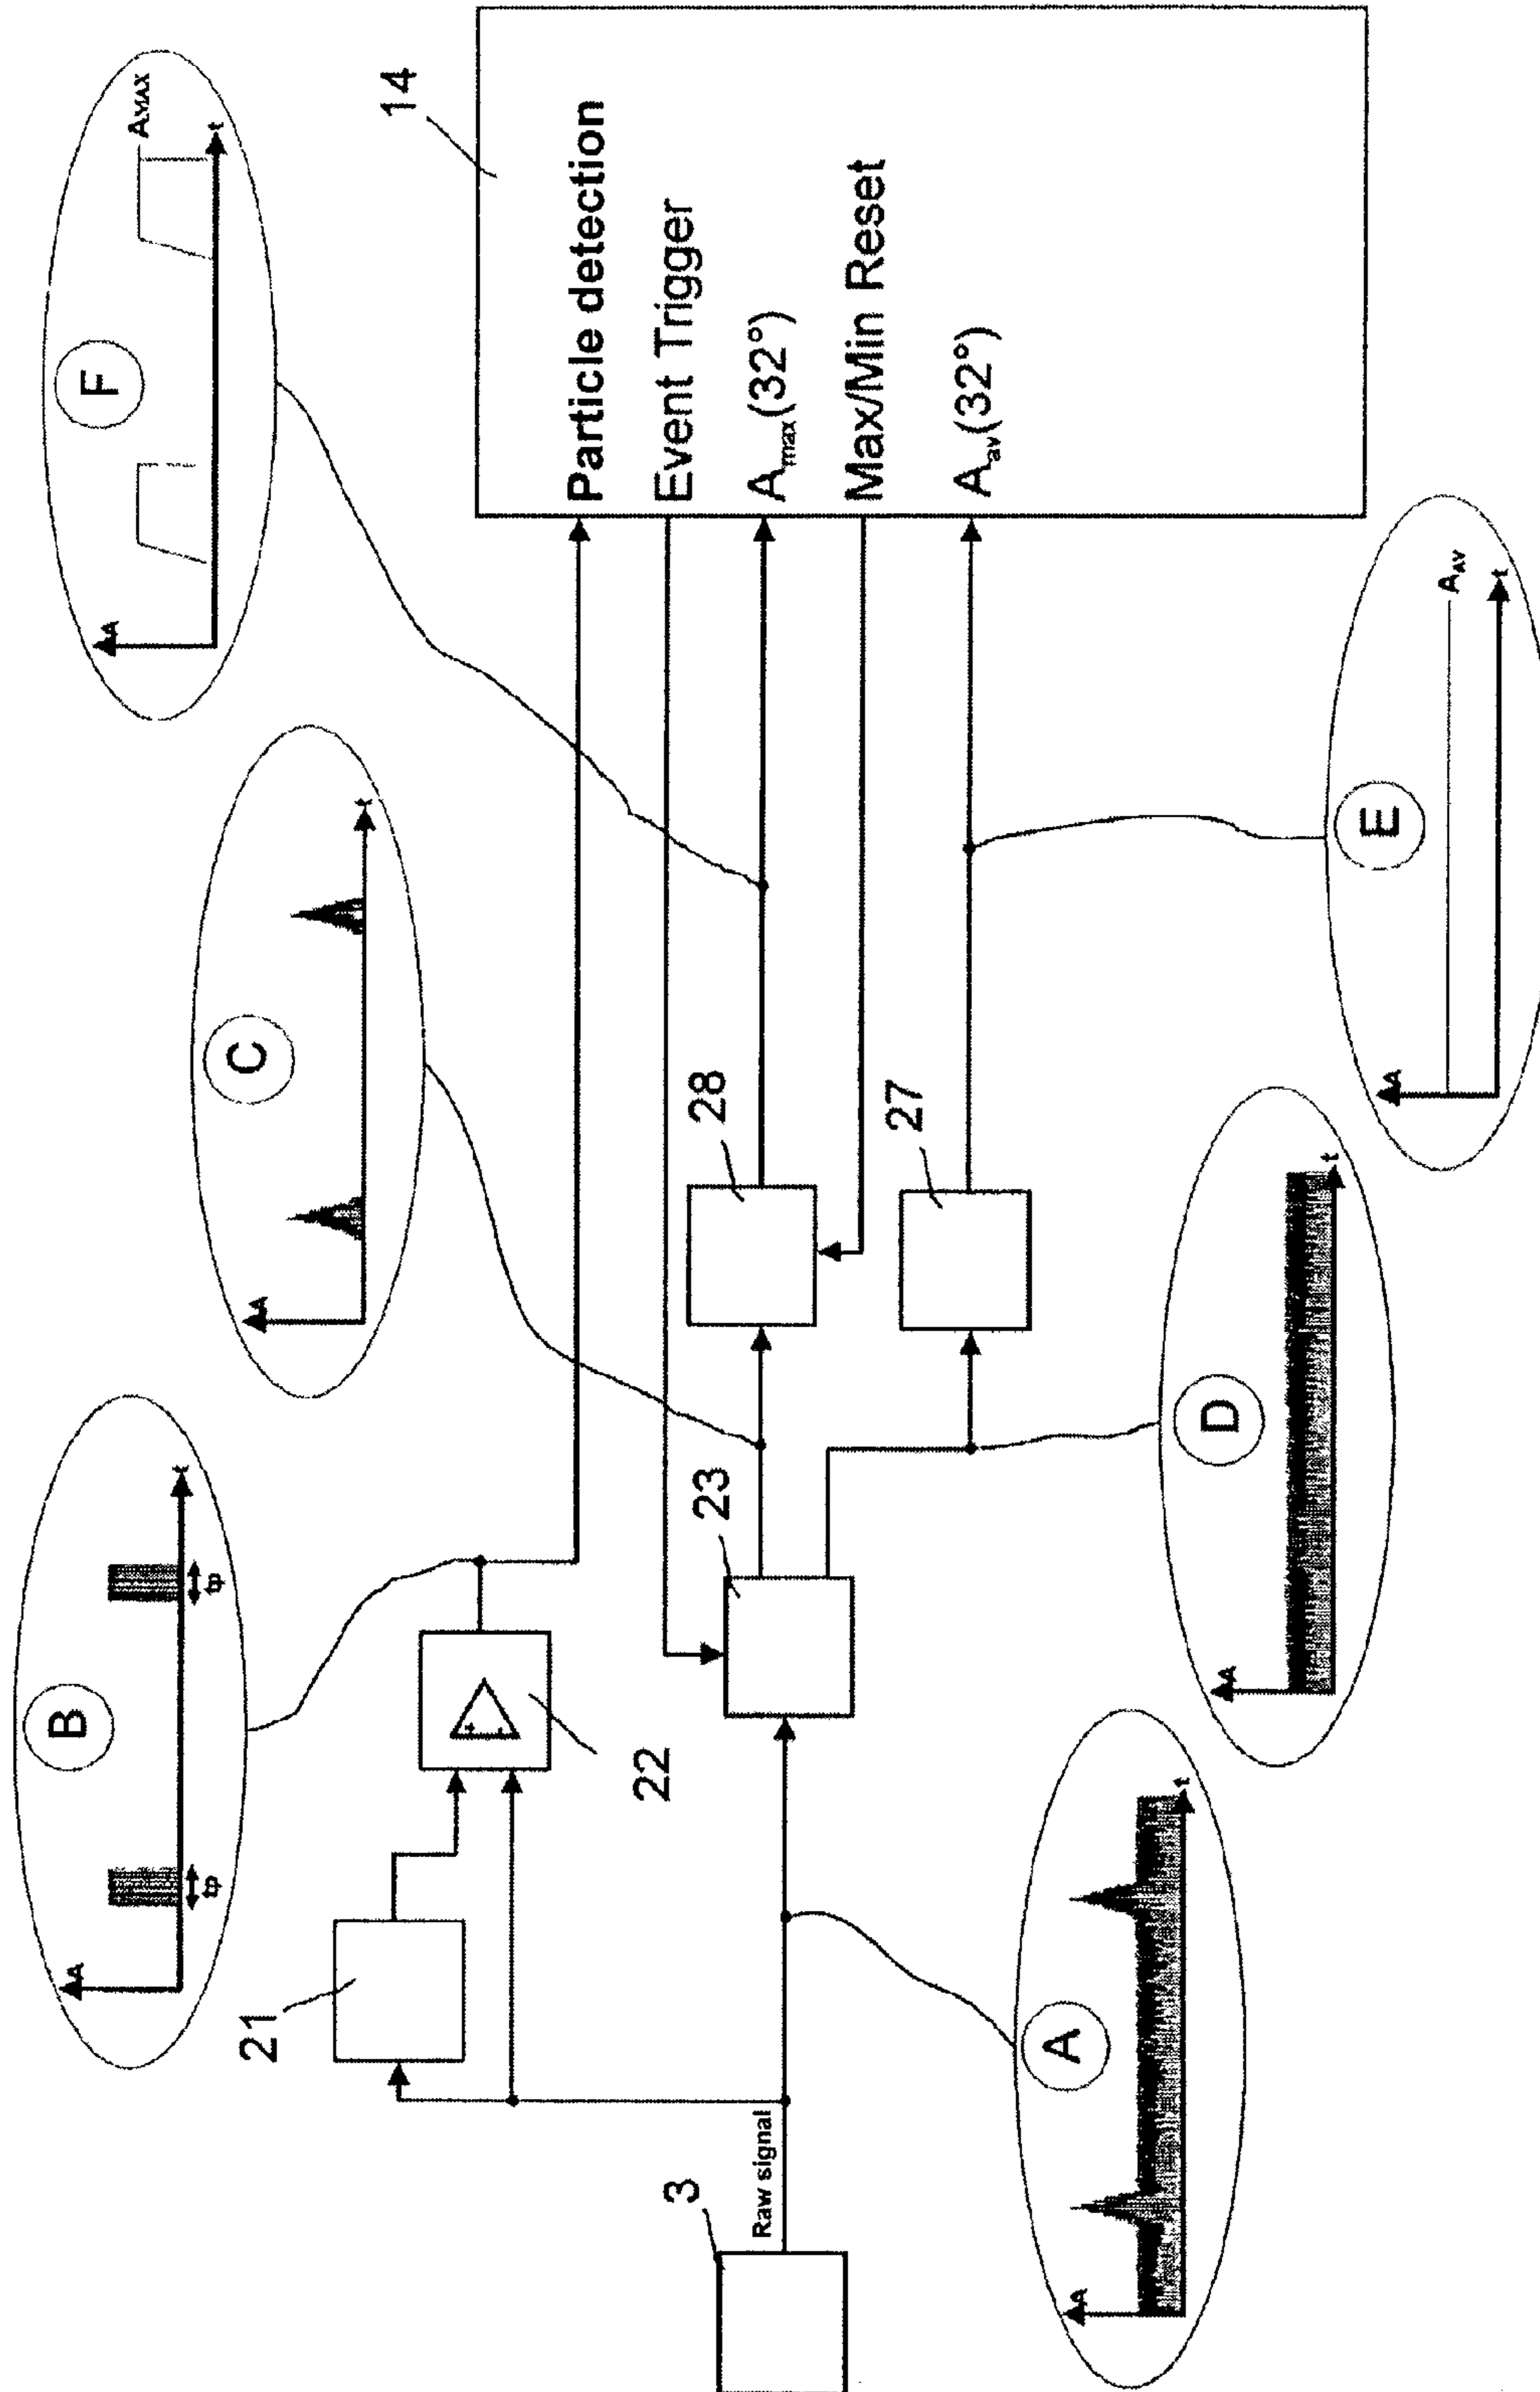 B
A
t
tp
tp
C
A
t
F
A
AMAX
t
21
22
14
Particle detection
Event Trigger
Amax(32°)
Max/Min Reset
Aav(32°)
3
Raw signal
23
28
27
A
A
t
D
A
t
E
A
AAV
t